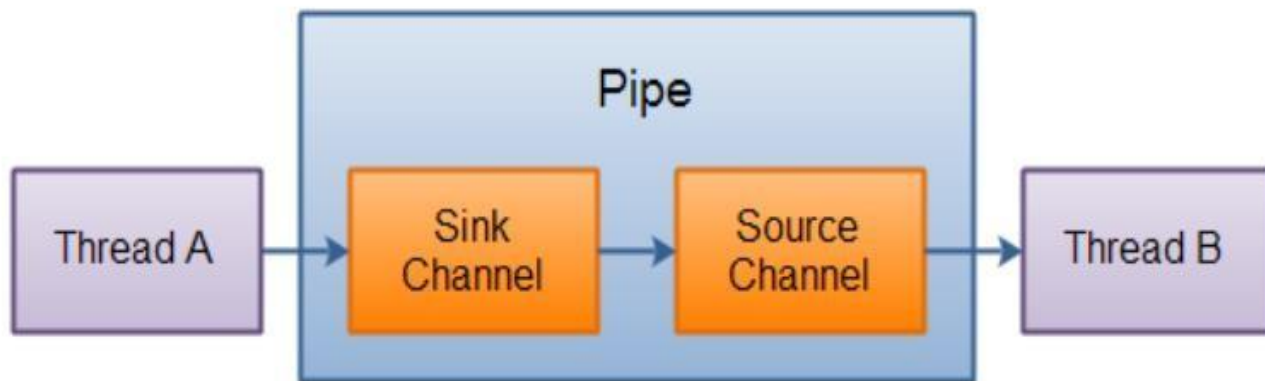 Pipe
Thread A
Sink
Channel
Source
Channel
Thread B